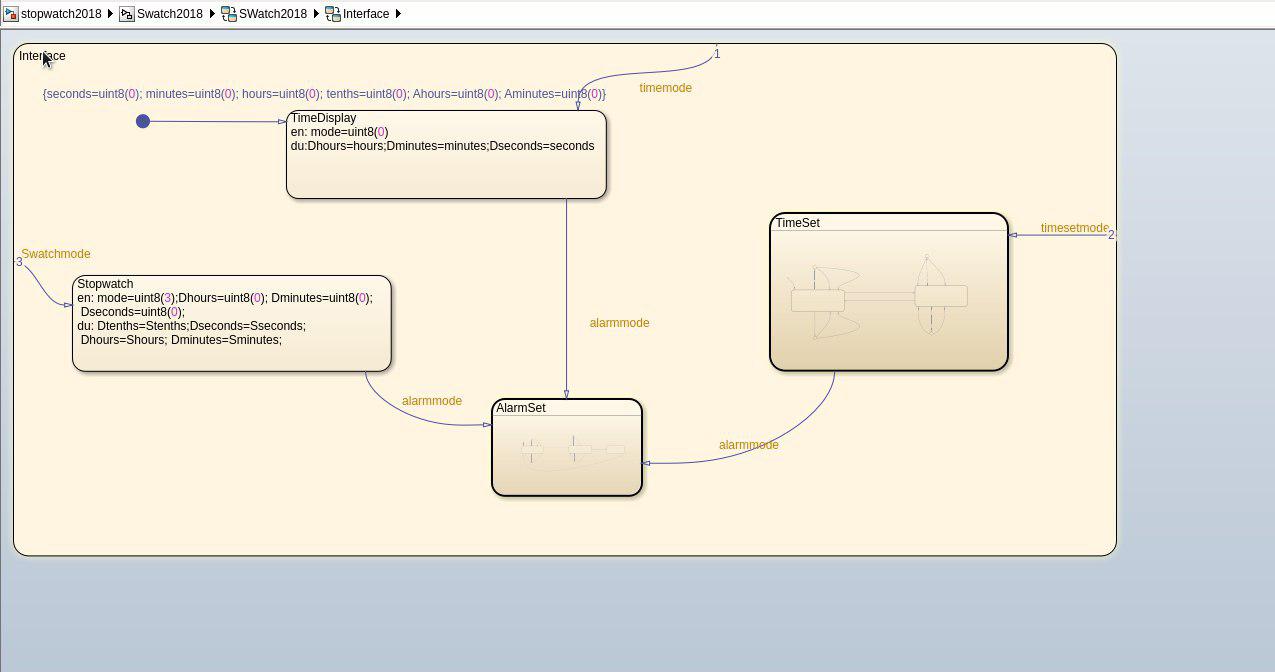 stopwatch2018 Swatch2018 SWatch2018 Interface
Interface
1
{seconds=uint8(0); minutes=uint8(0); hours=uint8(0); tenths=uint8(0); Ahours=uint8(0); Aminutes=uint8(0)}
timemode
TimeDisplay
en: mode=uint8(0)
du:Dhours=hours;Dminutes=minutes;Dseconds=seconds
TimeSet
timesetmode
2
Swatchmode
3
Stopwatch
en: mode=uint8(3);Dhours=uint8(0); Dminutes=uint8(0);
Dseconds=uint8(0);
du: Dtenths=Stenths;Dseconds=Sseconds;
Dhours=Shours; Dminutes=Sminutes;
alarmmode
alarmmode
AlarmSet
alarmmode